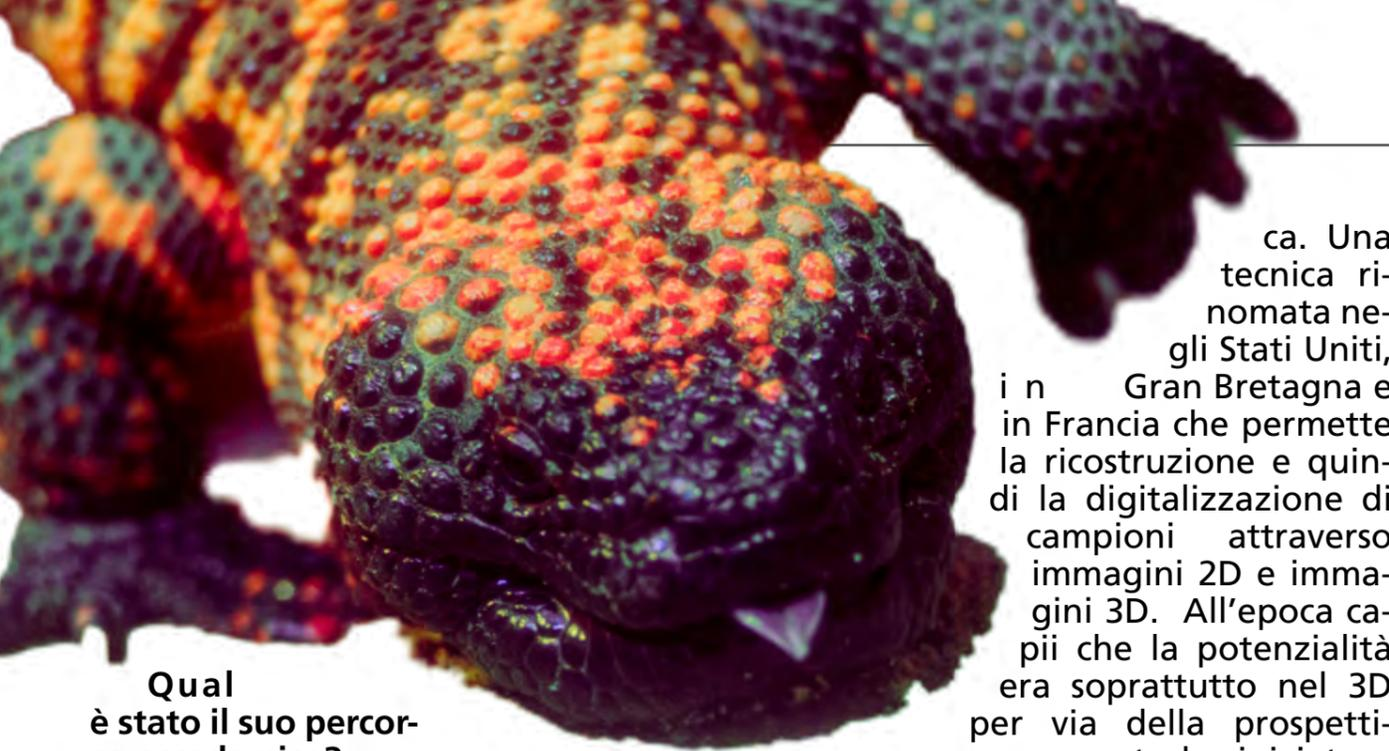 Qual
è stato il suo percor-
ca. Una
tecnica ri-
nomata ne-
gli Stati Uniti,
in Gran Bretagna e
in Francia che permette
la ricostruzione e quin-
di la digitalizzazione di
campioni attraverso
immagini 2D e imma-
gini 3D. All’epoca ca-
pii che la potenzialità
era soprattutto nel 3D
per via della prospetti-